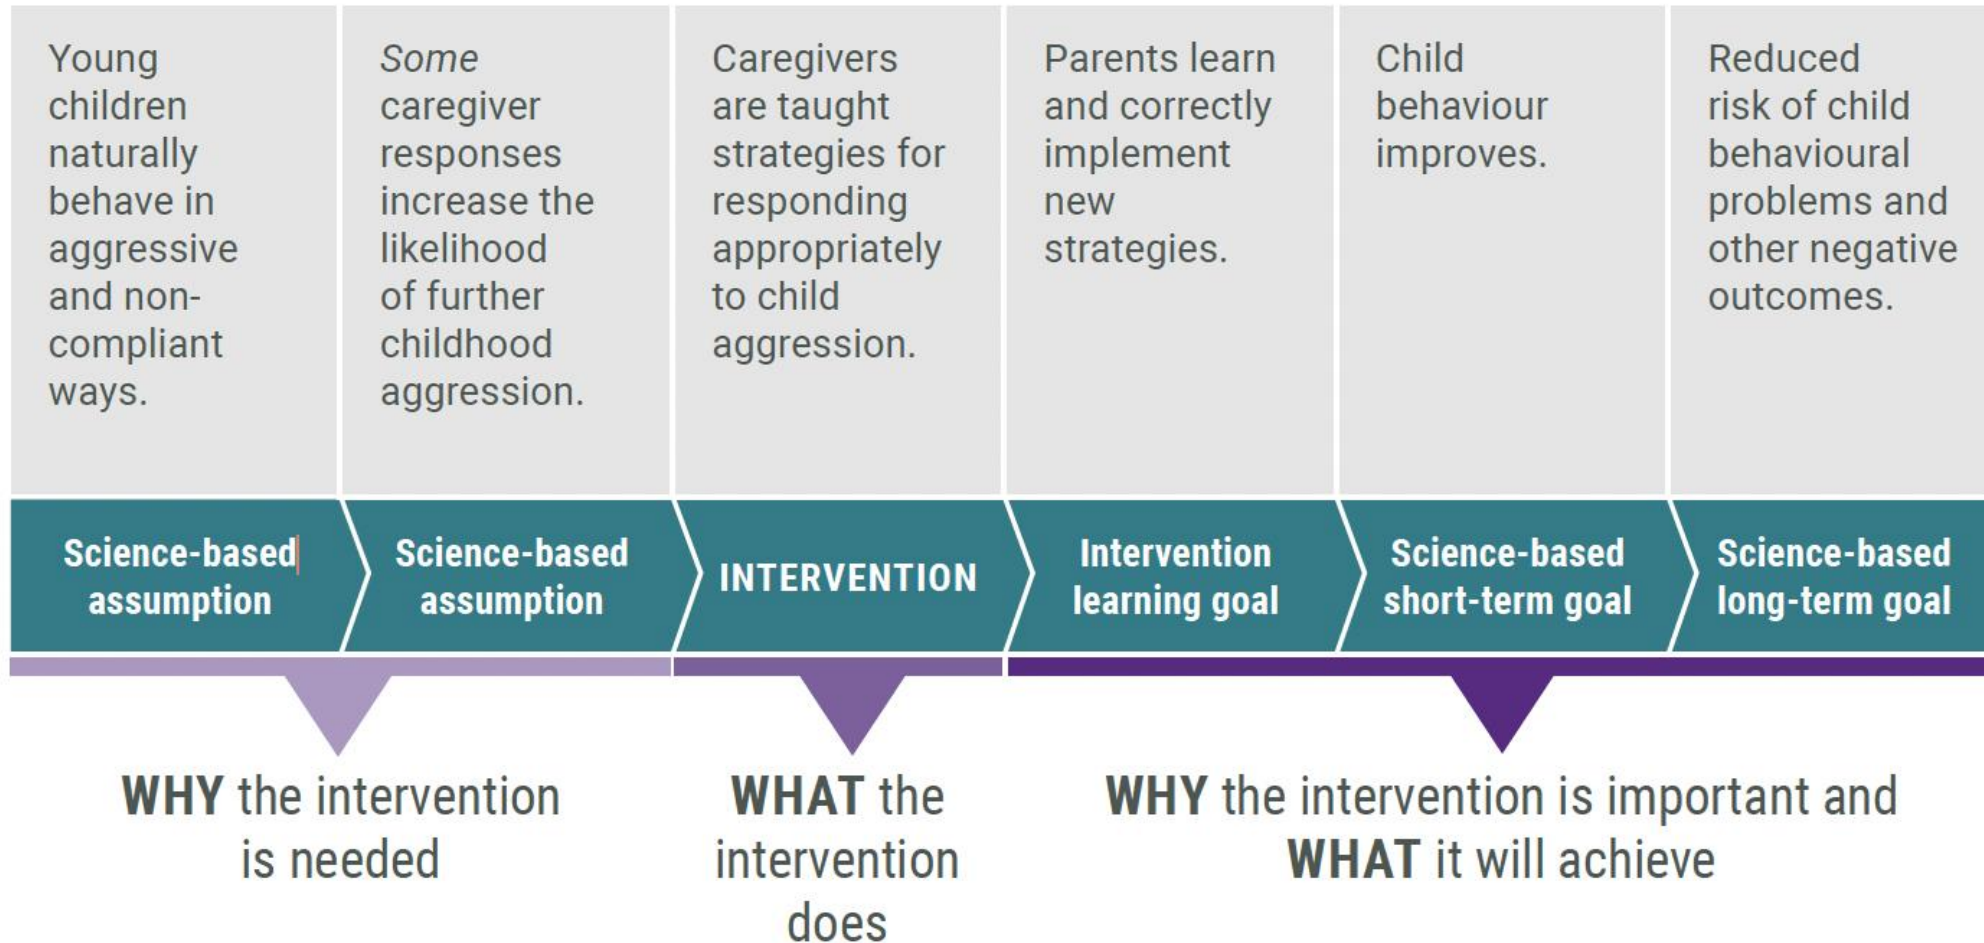 Young
children
naturally
behave in
aggressive
and non-
compliant
ways.
Some
caregiver
responses
increase the
likelihood
of further
childhood
aggression.
Caregivers
are taught
strategies for
responding
appropriately
to child
aggression.
Parents learn
and correctly
implement
new
strategies.
Child
behaviour
improves.
Reduced
risk of child
behavioural
problems and
other negative
outcomes.
Science-based
assumption
Science-based
assumption
INTERVENTION
Intervention
learning goal
Science-based
short-term goal
Science-based
long-term goal
WHY the intervention
is needed
WHAT the
intervention
does
WHY the intervention is important and
WHAT it will achieve